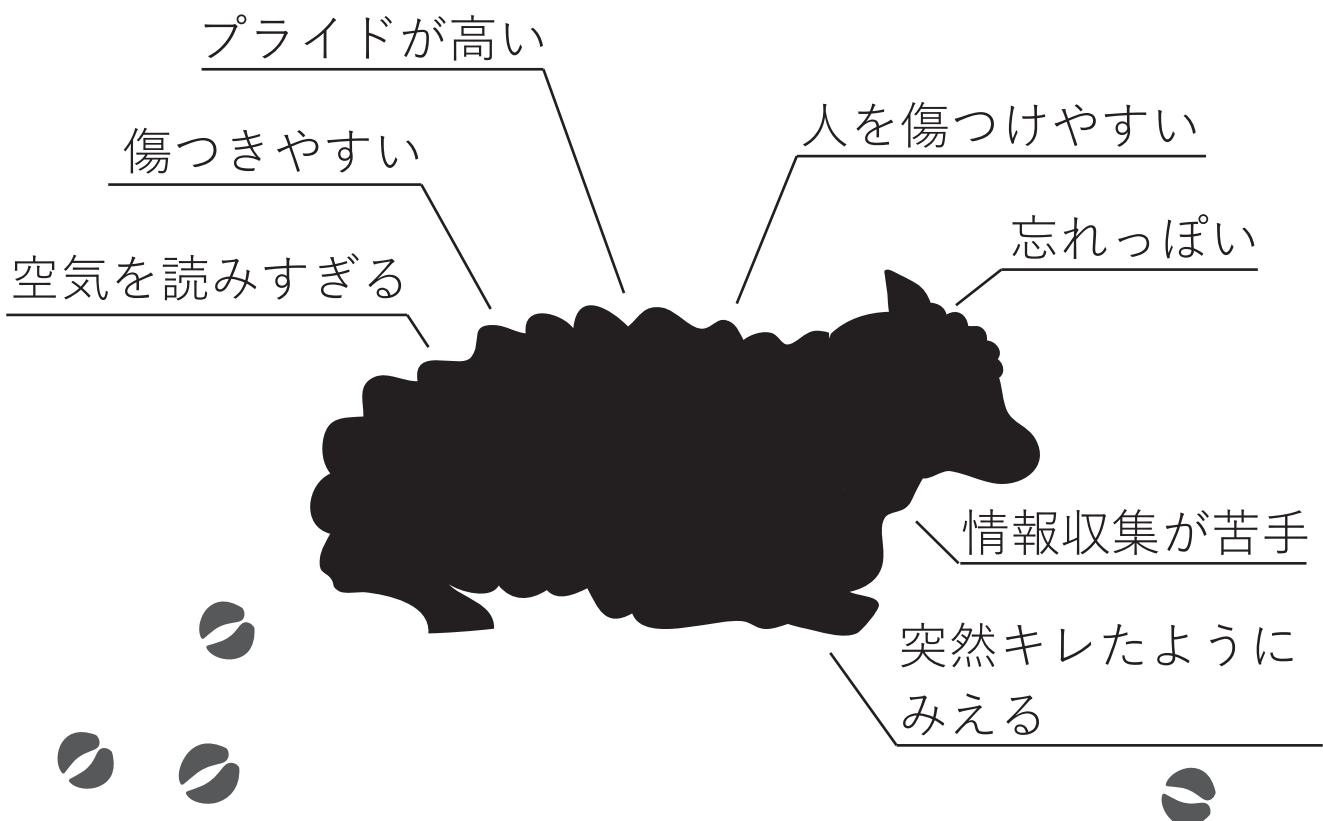 プライドが高い
人を傷つけやすい
傷つきやすい
忘れっぽい
空気を読みすぎる
情報収集が苦手
突然キレたように
みえる